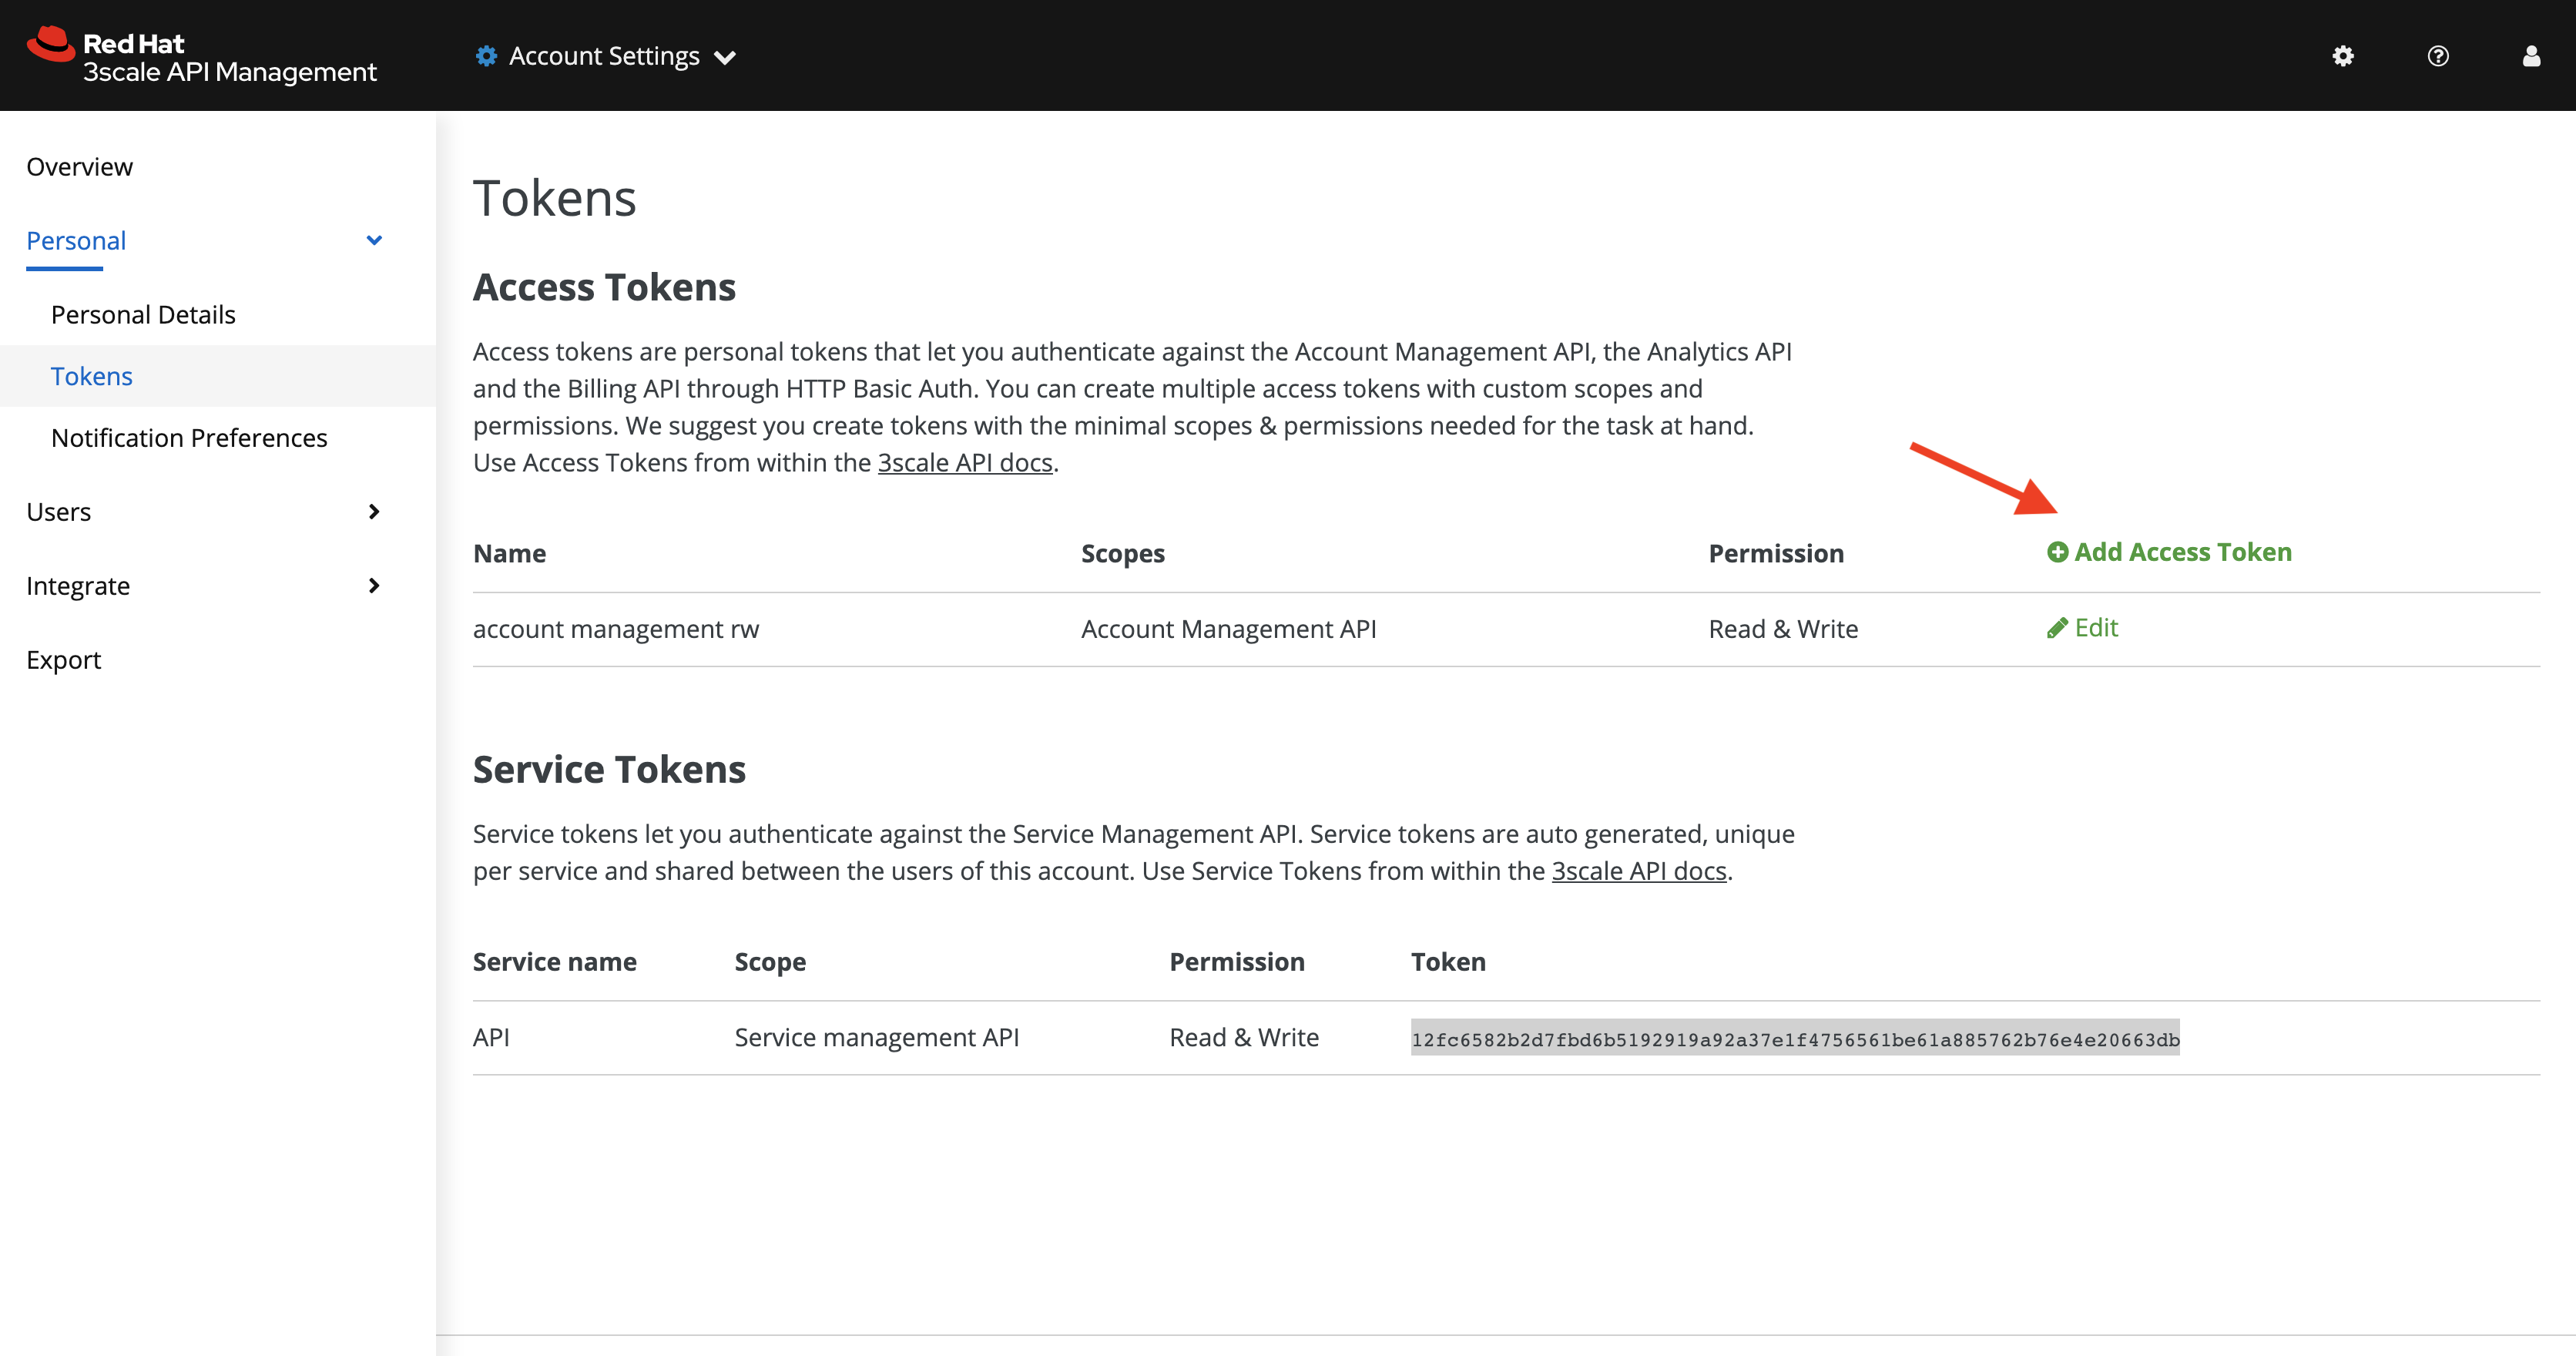 Red Hat
3scale API Management
Account Settings
Overview
Personal
Personal Details
Tokens
Notification Preferences
Users
Integrate
Export
Tokens
Access Tokens
Access tokens are personal tokens that let you authenticate against the Account Management API, the Analytics API
and the Billing API through HTTP Basic Auth. You can create multiple access tokens with custom scopes and
permissions. We suggest you create tokens with the minimal scopes & permissions needed for the task at hand.
Use Access Tokens from within the 3scale API docs.
Name Scopes Permission Add Access Token
account management rw Account Management API Read & Write Edit
Service Tokens
Service tokens let you authenticate against the Service Management API. Service tokens are auto generated, unique
per service and shared between the users of this account. Use Service Tokens from within the 3scale API docs.
Service name Scope Permission Token
API Service management API Read & Write 12fc6582b2d7fbd6b5192919a92a37e1f4756561be61a885762b76e4e20663db